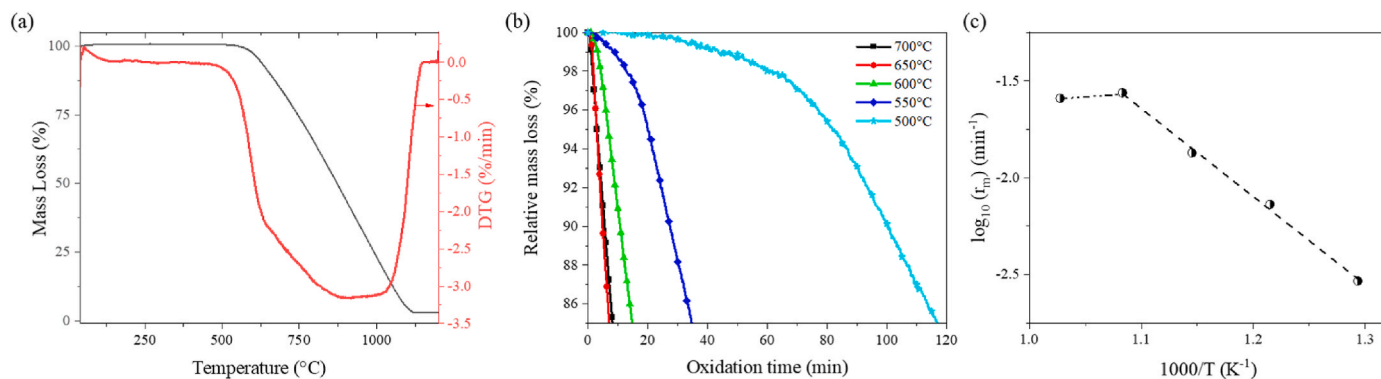 (a)
100
75
50
25
0
Mass Loss (%)
250
500
750
1000
Temperature (°C)
0.0
-0.5
-1.0
-1.5
-2.0
-2.5
-3.0
-3.5
DTG (%/min)
(b)
100
98
96
94
92
90
88
86
Relative mass loss (%)
0
20
40
60
80
100
120
Oxidation time (min)
700°C
650°C
600°C
550°C
500°C
(c)
-1.5
-2.0
-2.5
log10 (rm) (min-1)
1.0
1.1
1.2
1.3
1000/T (K-1)